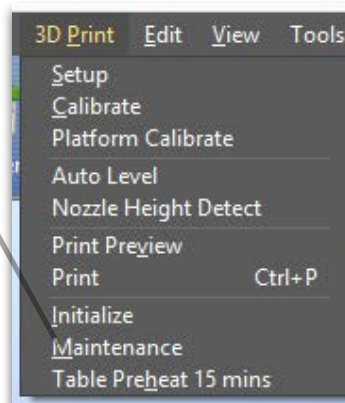 3D Print Edit View Tools
Setup
Calibrate
Platform Calibrate
Auto Level
Nozzle Height Detect
Print Preview
Print Ctrl+P
Initialize
Maintenance
Table Preheat 15 mins